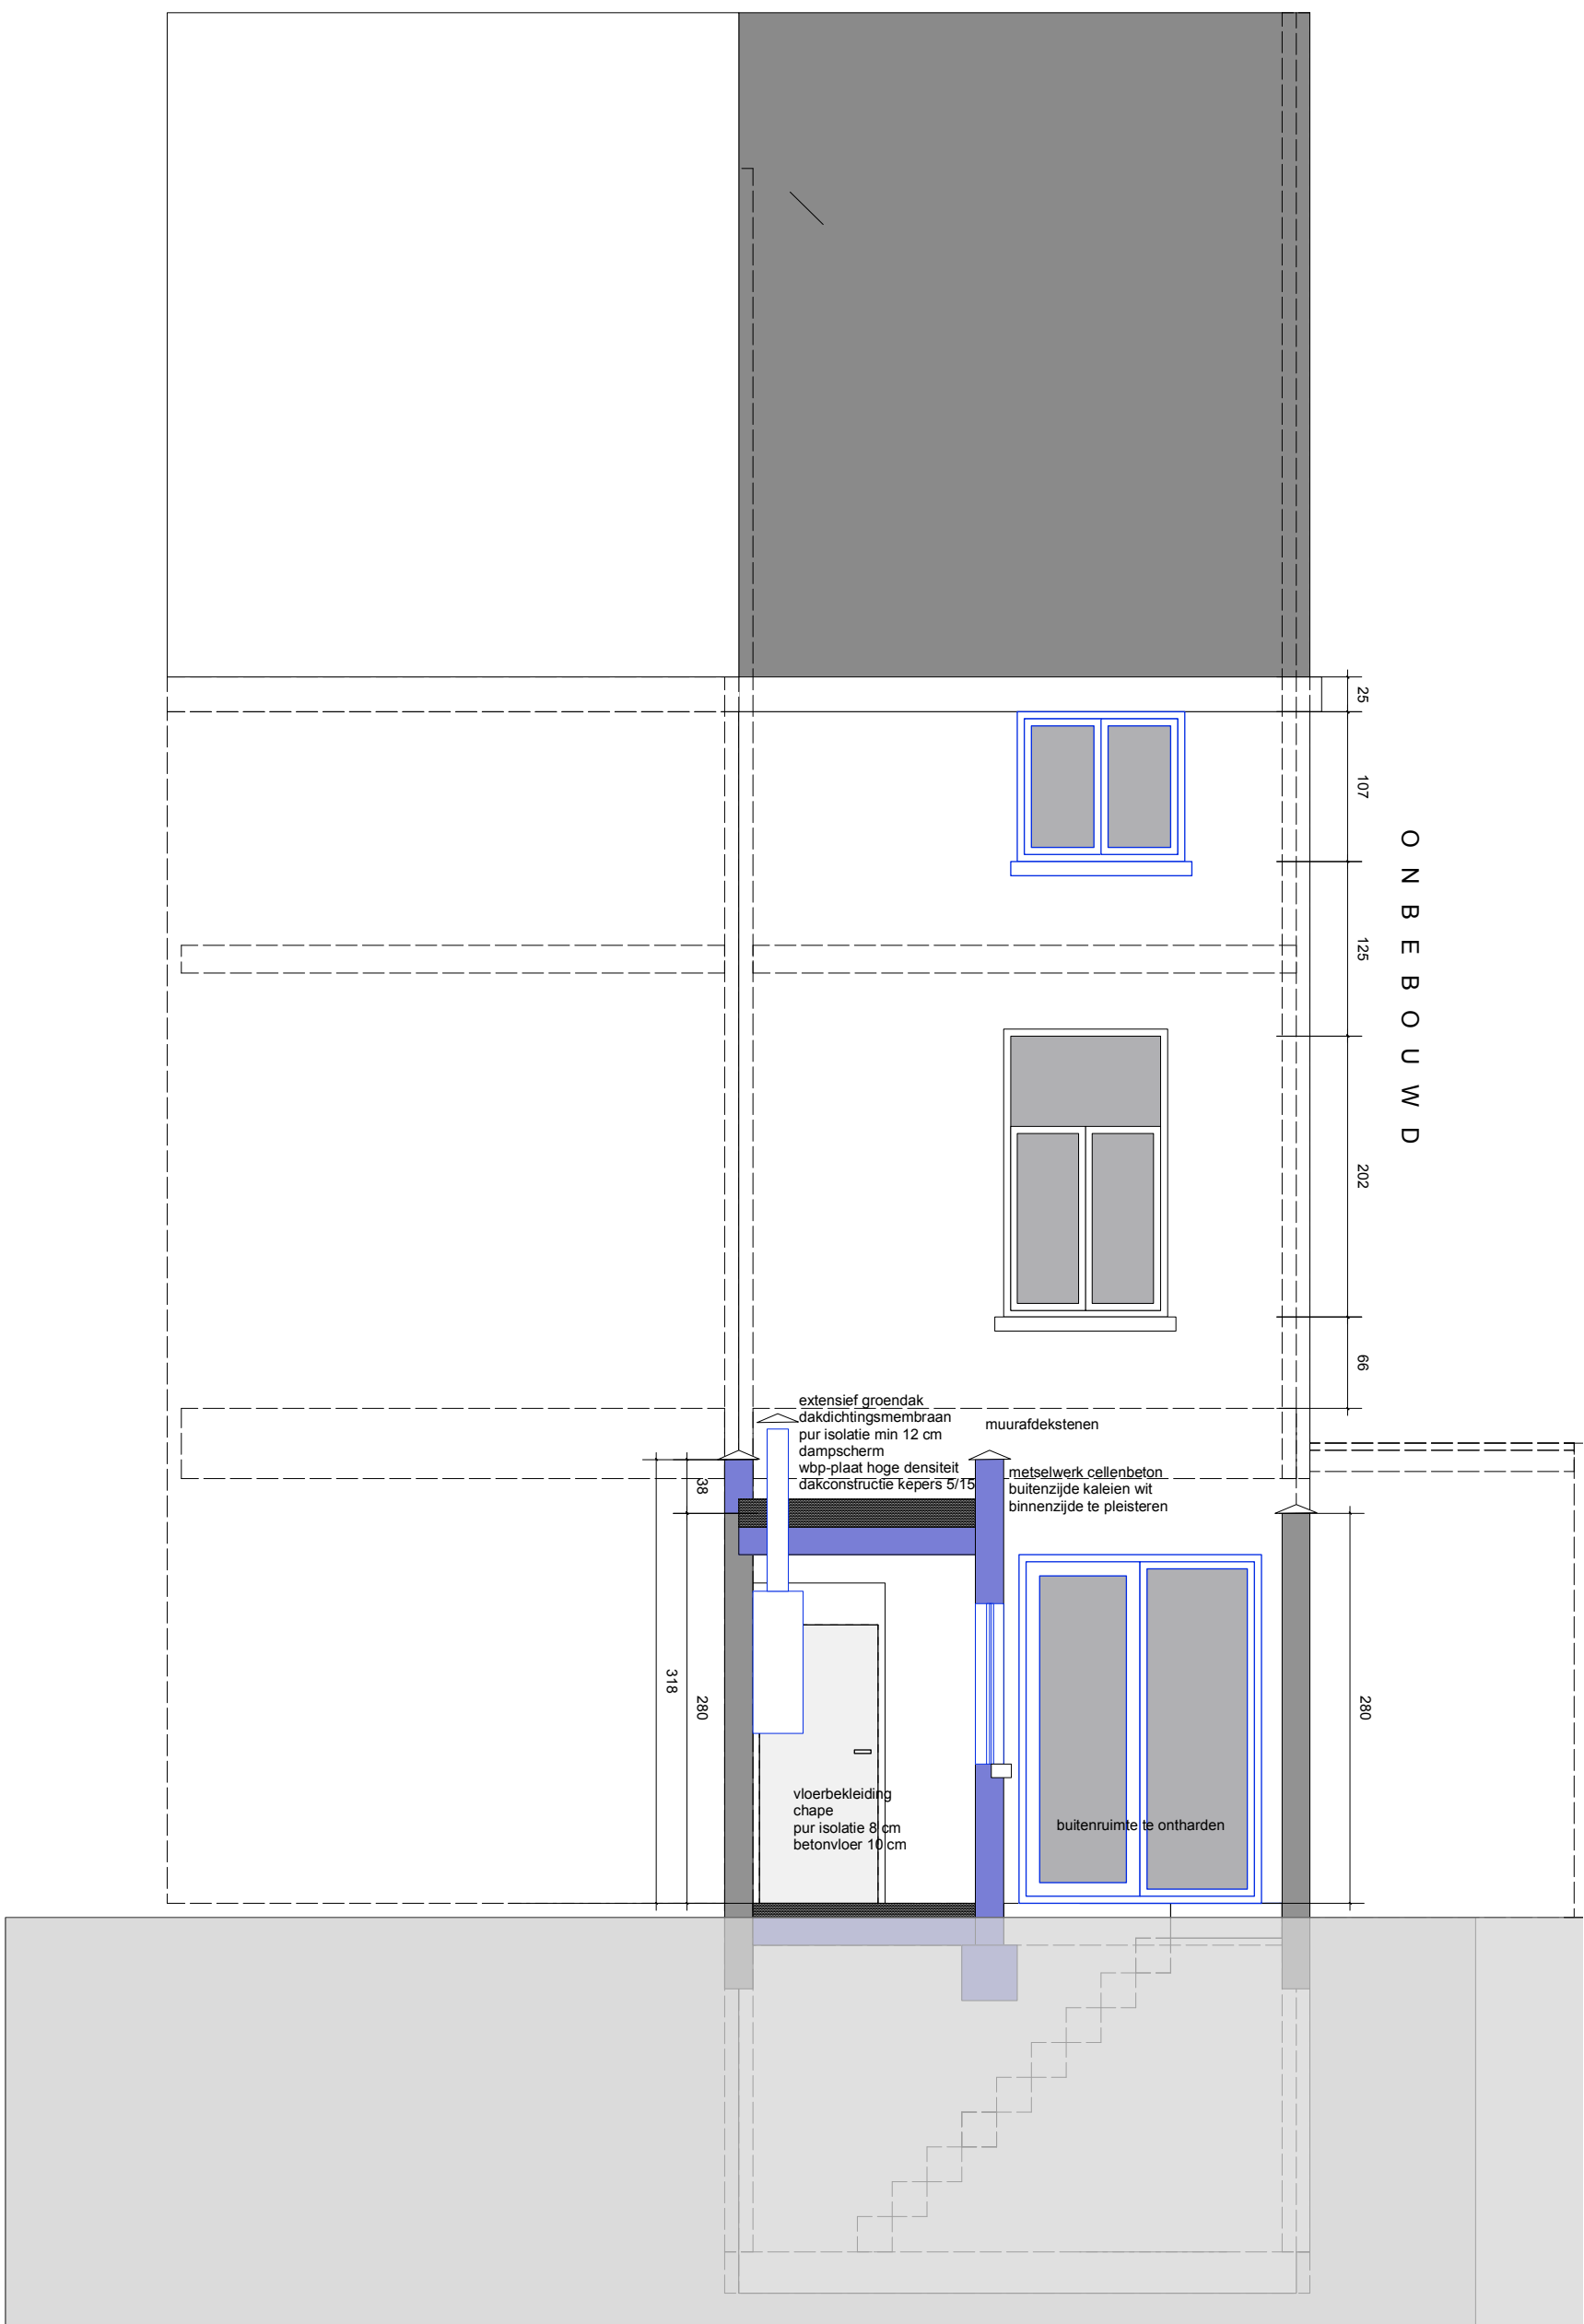 25
107
125
202
66
O N B E B O U W D
extensief groendak
dakdichtingsmembraan
pur isolatie min 12 cm
dampscherm
wbp-plaat hoge densiteit
dakconstructie kepers 5/15
muurafdekstenen
metselwerk cellenbeton
buitenzijde kaleien wit
binnenzijde te pleisteren
38
318
280
280
vloerbekleiding
chape
pur isolatie 8 cm
betonvloer 10 cm
buitenruimte te ontharden